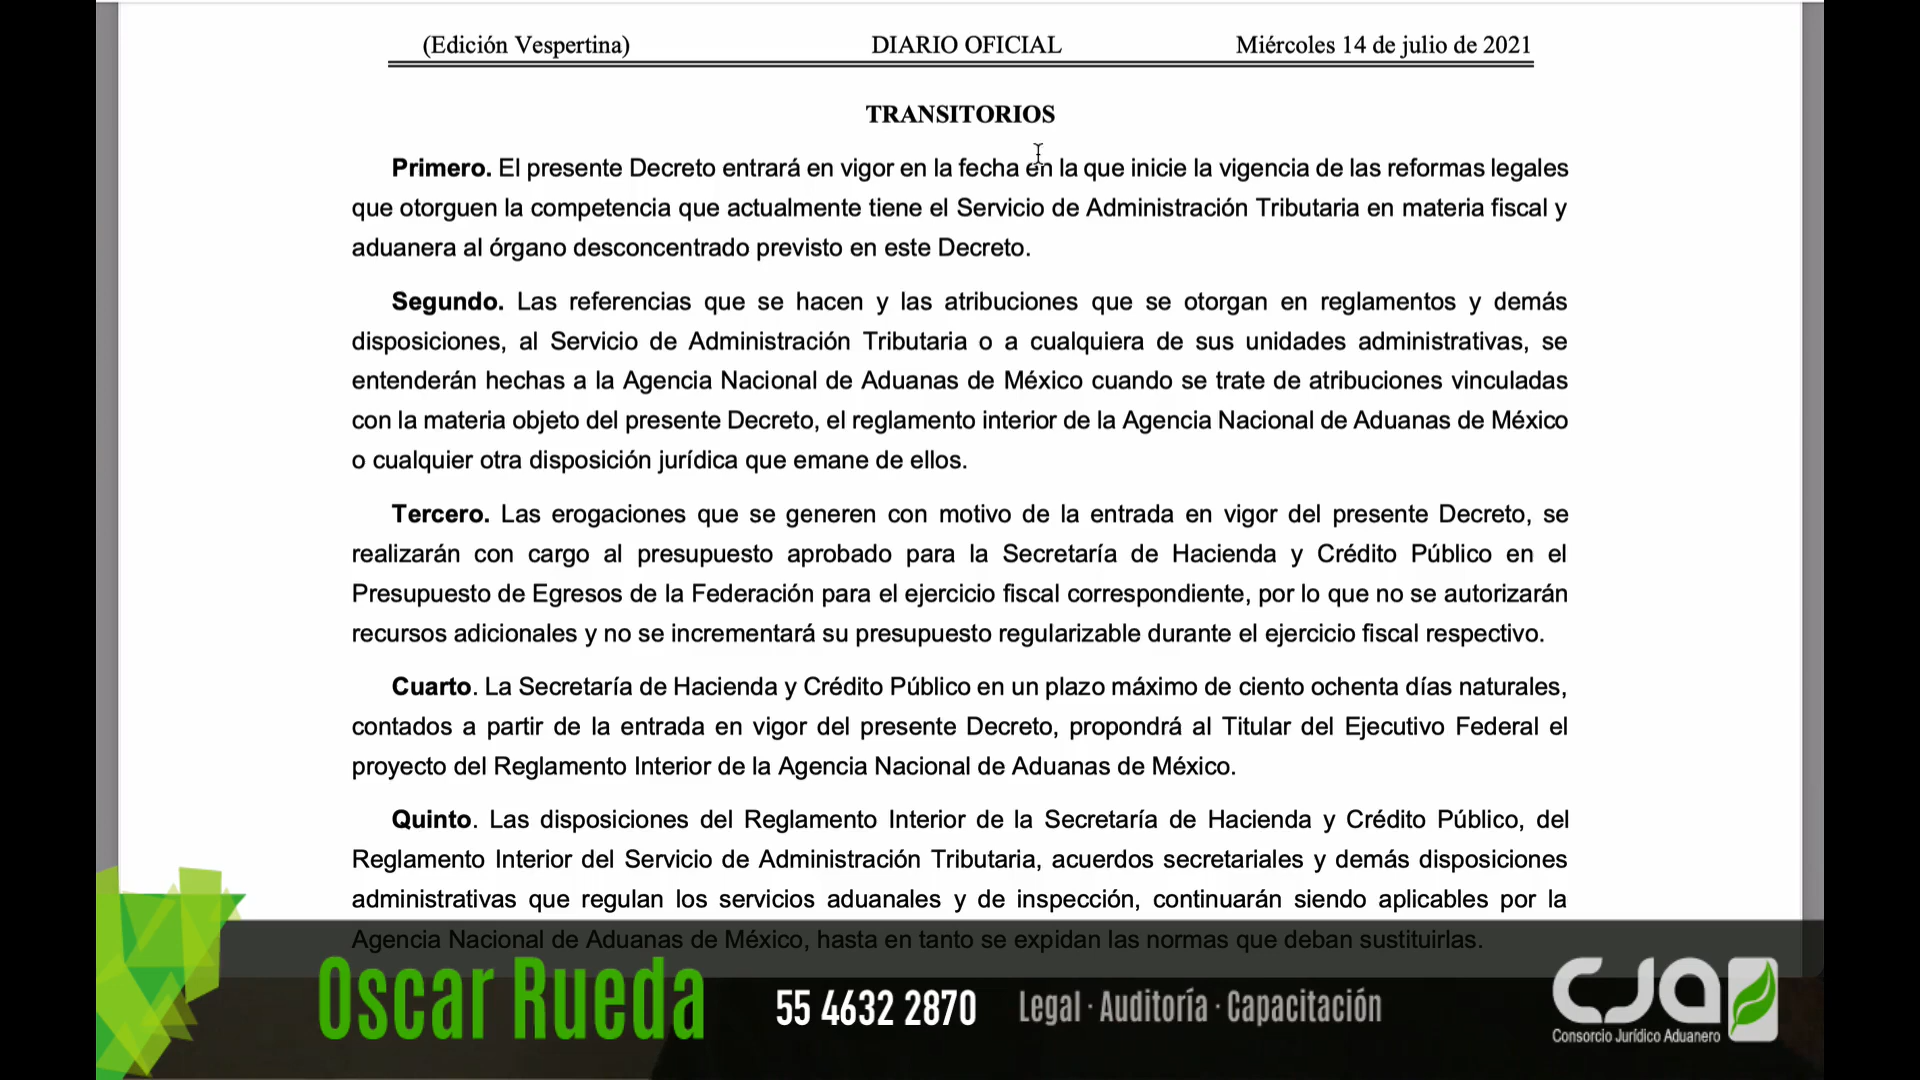 (Edición Vespertina) DIARIO OFICIAL Miércoles 14 de julio de 2021
TRANSITORIOS
Primero. El presente Decreto entrará en vigor en la fecha en la que inicie la vigencia de las reformas legales
que otorguen la competencia que actualmente tiene el Servicio de Administración Tributaria en materia fiscal y
aduanera al órgano desconcentrado previsto en este Decreto.
Segundo. Las referencias que se hacen y las atribuciones que se otorgan en reglamentos y demás
disposiciones, al Servicio de Administración Tributaria o a cualquiera de sus unidades administrativas, se
entenderán hechas a la Agencia Nacional de Aduanas de México cuando se trate de atribuciones vinculadas
con la materia objeto del presente Decreto, el reglamento interior de la Agencia Nacional de Aduanas de México
o cualquier otra disposición jurídica que emane de ellos.
Tercero. Las erogaciones que se generen con motivo de la entrada en vigor del presente Decreto, se
realizarán con cargo al presupuesto aprobado para la Secretaría de Hacienda y Crédito Público en el
Presupuesto de Egresos de la Federación para el ejercicio fiscal correspondiente, por lo que no se autorizarán
recursos adicionales y no se incrementará su presupuesto regularizable durante el ejercicio fiscal respectivo.
Cuarto. La Secretaría de Hacienda y Crédito Público en un plazo máximo de ciento ochenta días naturales,
contados a partir de la entrada en vigor del presente Decreto, propondrá al Titular del Ejecutivo Federal el
proyecto del Reglamento Interior de la Agencia Nacional de Aduanas de México.
Quinto. Las disposiciones del Reglamento Interior de la Secretaría de Hacienda y Crédito Público, del
Reglamento Interior del Servicio de Administración Tributaria, acuerdos secretariales y demás disposiciones
administrativas que regulan los servicios aduanales y de inspección, continuarán siendo aplicables por la
Agencia Nacional de Aduanas de México, hasta en tanto se expidan las normas que deban sustituirlas.
Oscar Rueda 55 4632 2870 Legal · Auditoría · Capacitación
CJA
Consorcio Jurídico Aduanero